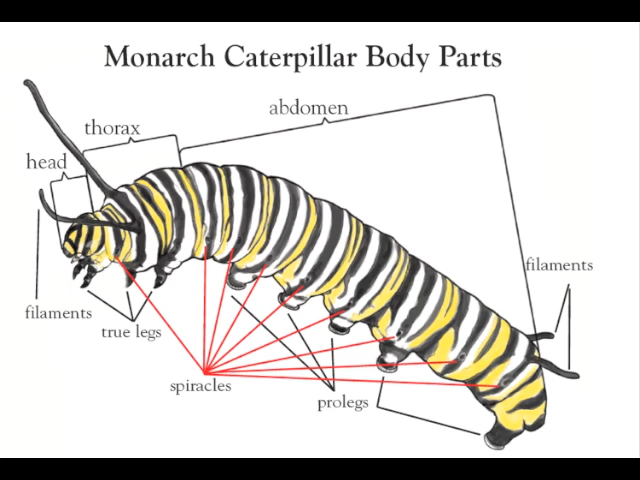 Monarch Caterpillar Body Parts
abdomen
thorax
head
filaments
filaments
true legs
spiracles
prolegs